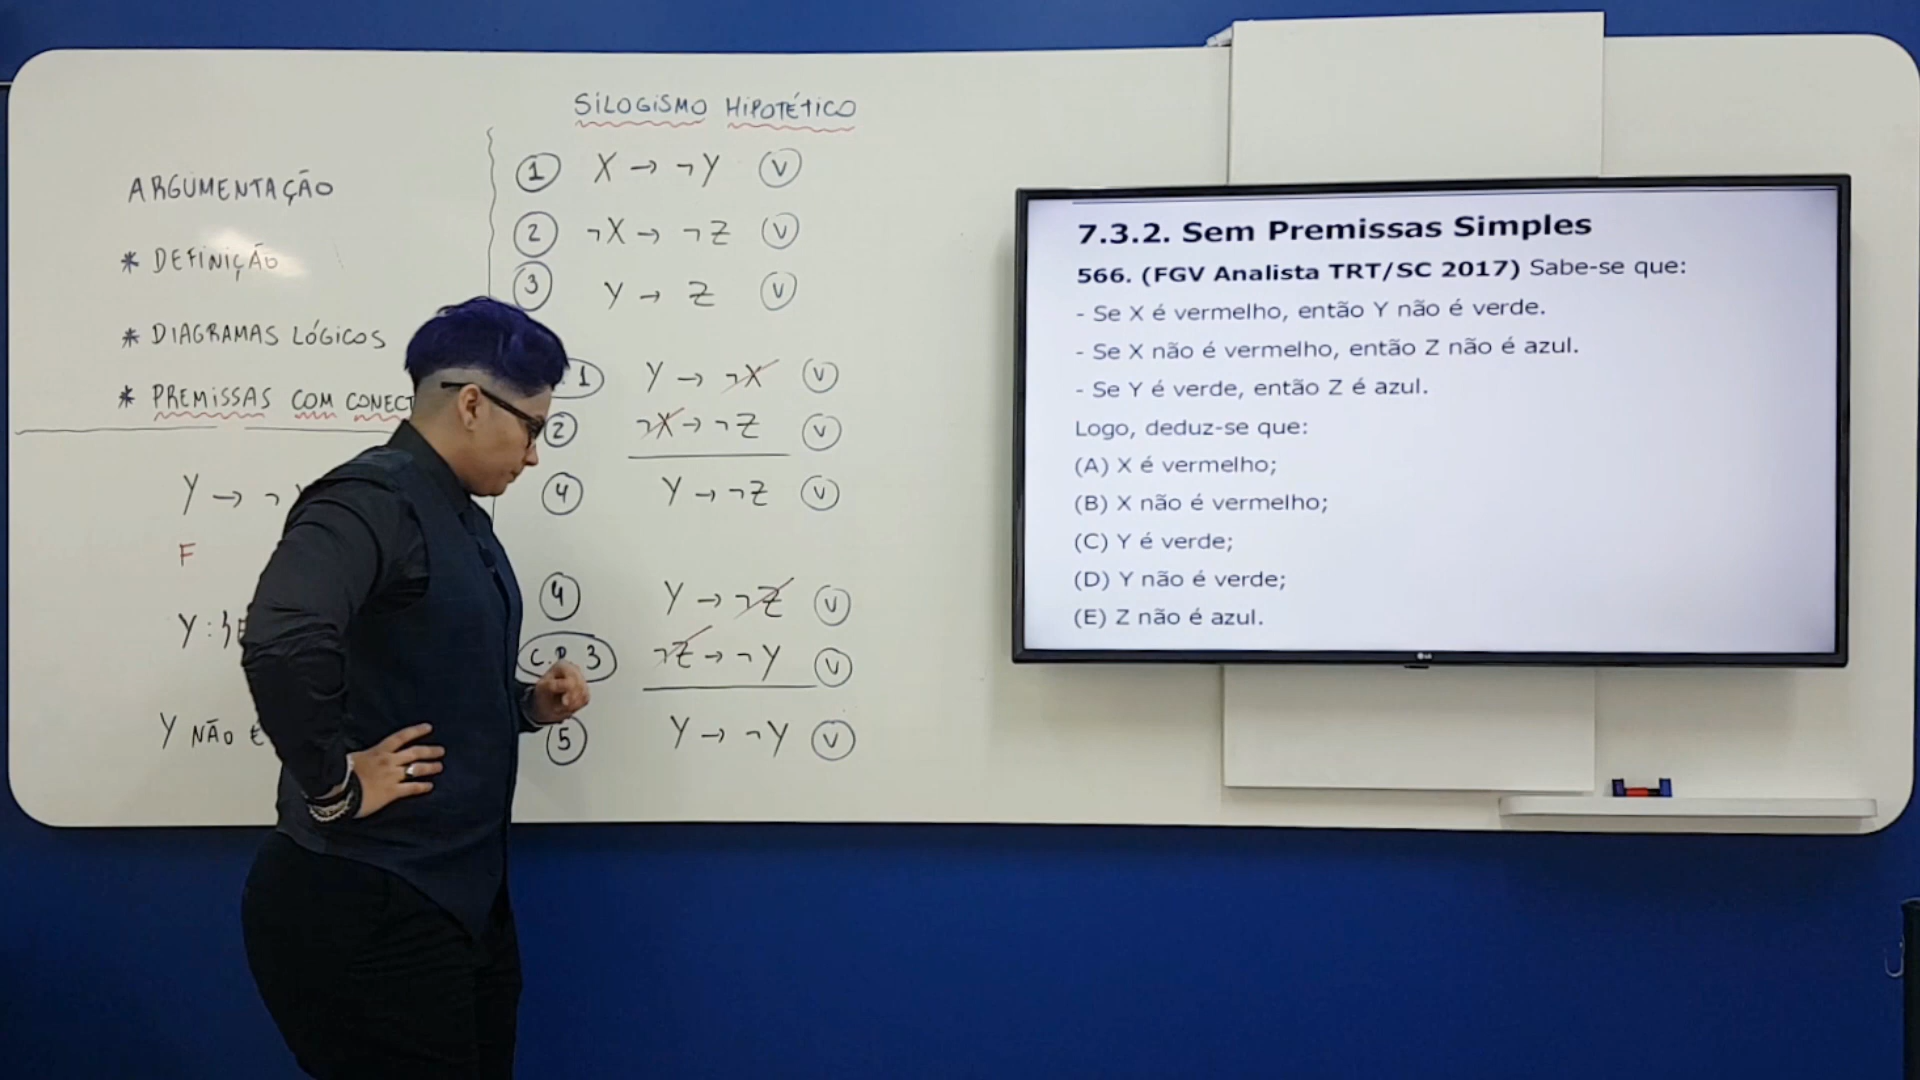 ARGUMENTAÇÃO
* DEFINIÇÃO
* DIAGRAMAS LÓGICOS
* PREMISSAS COM CONECT
Y → ¬
F
Y :
Y NÃO É
SILOGISMO HIPOTÉTICO
1 X → ¬Y V
2 ¬X → ¬Z V
3 Y → Z V
1 Y → ¬X V
2 ¬X → ¬Z V
4 Y → ¬Z V
4 Y → ¬Z V
C.P. 3 ¬Z → ¬Y V
5 Y → ¬Y V
7.3.2. Sem Premissas Simples
566. (FGV Analista TRT/SC 2017) Sabe-se que:
- Se X é vermelho, então Y não é verde.
- Se X não é vermelho, então Z não é azul.
- Se Y é verde, então Z é azul.
Logo, deduz-se que:
(A) X é vermelho;
(B) X não é vermelho;
(C) Y é verde;
(D) Y não é verde;
(E) Z não é azul.
LG